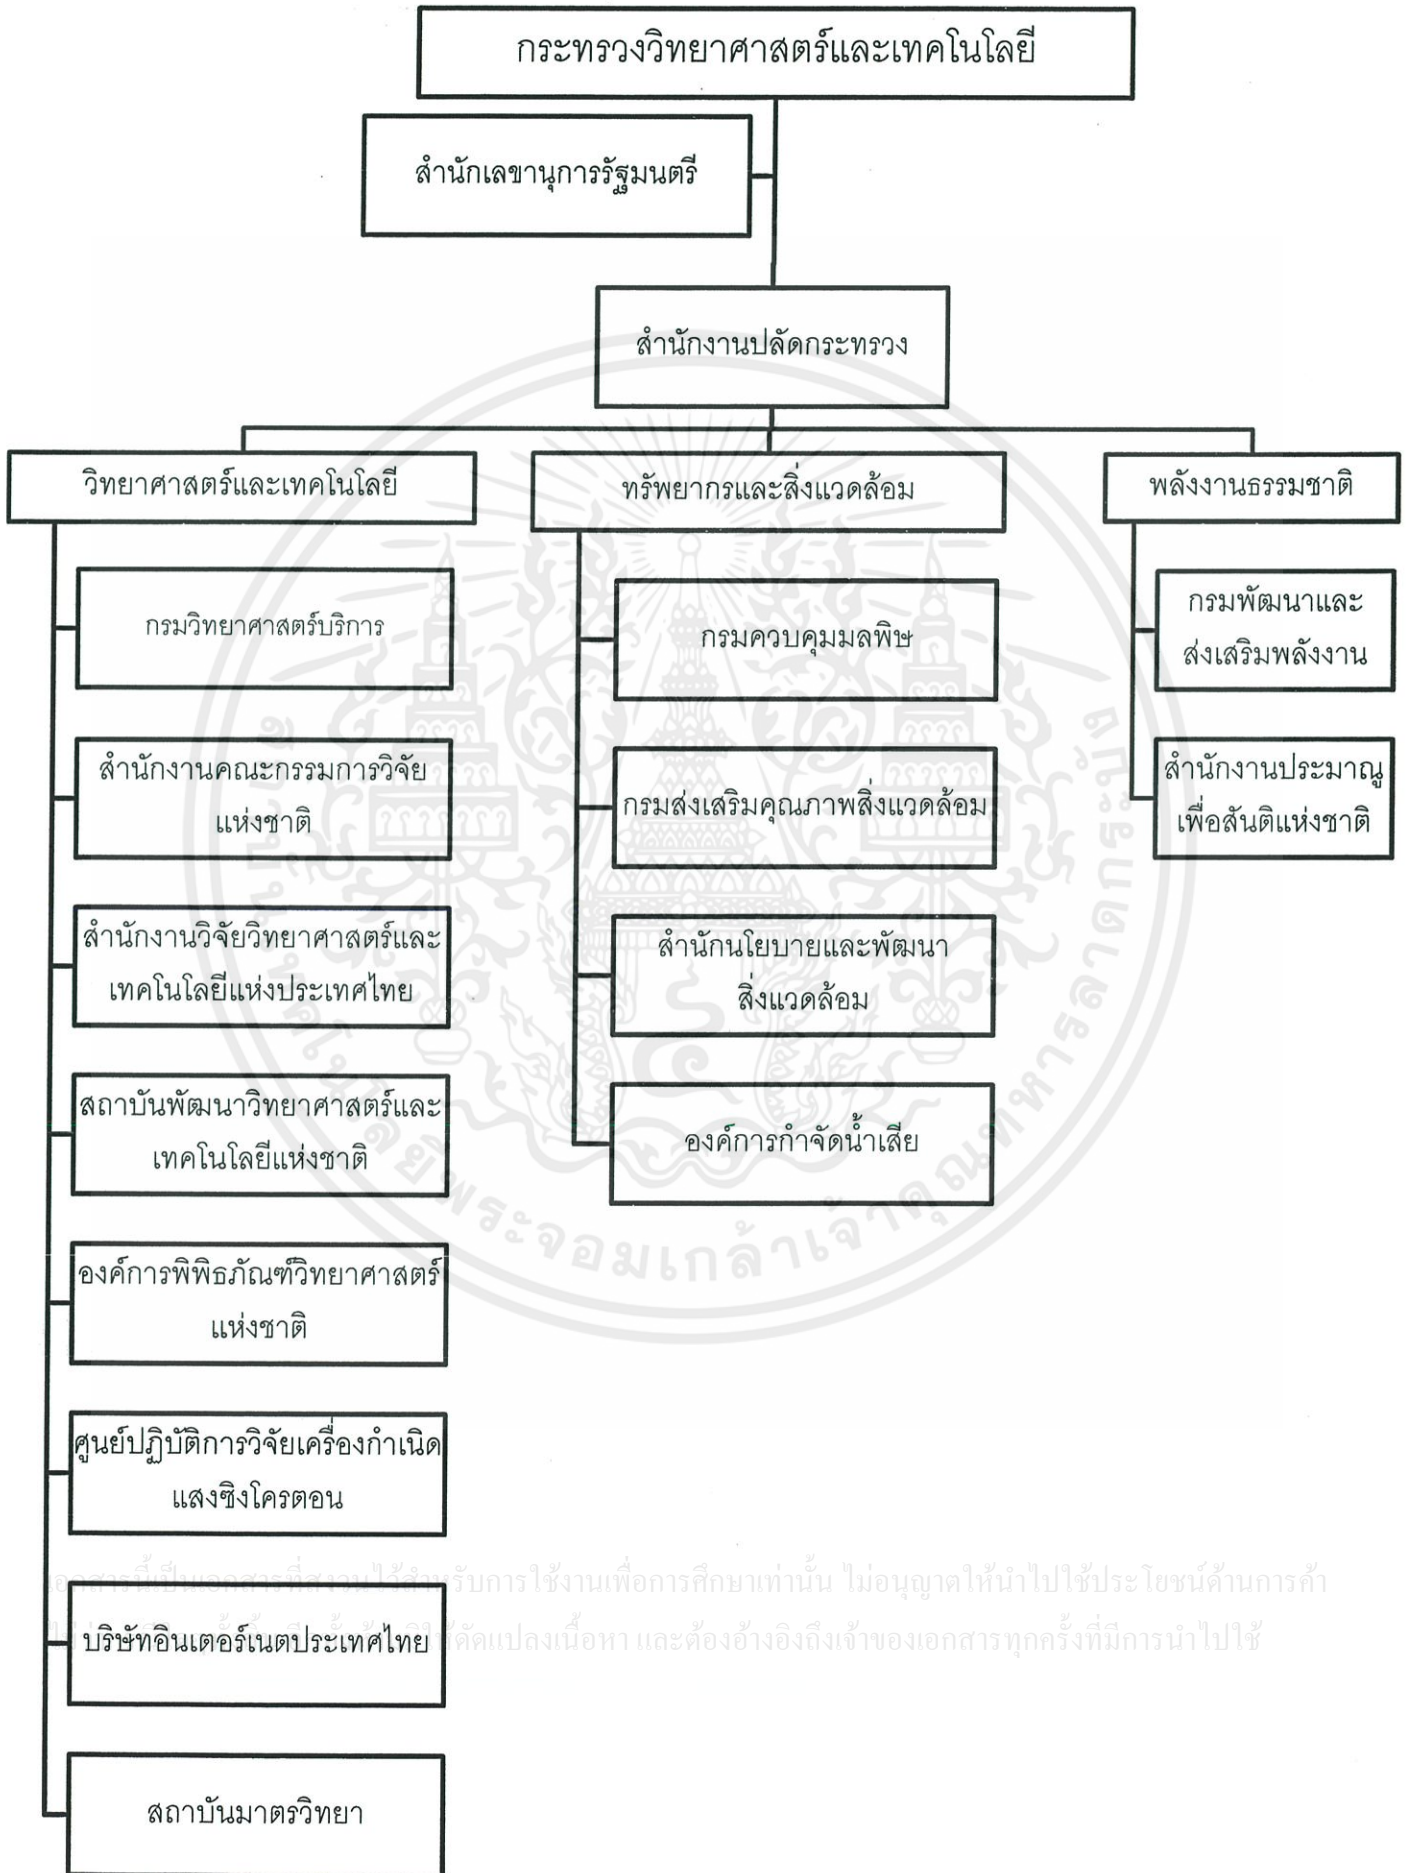 กระทรวงวิทยาศาสตร์และเทคโนโลยี
สำนักเลขานุการรัฐมนตรี
สำนักงานปลัดกระทรวง
วิทยาศาสตร์และเทคโนโลยี
กรมวิทยาศาสตร์บริการ
สำนักงานคณะกรรมการวิจัย
แห่งชาติ
สำนักงานวิจัยวิทยาศาสตร์และ
เทคโนโลยีแห่งประเทศไทย
สถาบันพัฒนาวิทยาศาสตร์และ
เทคโนโลยีแห่งชาติ
องค์การพิพิธภัณฑ์วิทยาศาสตร์
แห่งชาติ
ศูนย์ปฏิบัติการวิจัยเครื่องกำเนิด
แสงซิงโครตอน
บริษัทอินเตอร์เนตประเทศไทย
สถาบันมาตรวิทยา
ทรัพยากรและสิ่งแวดล้อม
กรมควบคุมมลพิษ
กรมส่งเสริมคุณภาพสิ่งแวดล้อม
สำนักนโยบายและพัฒนา
สิ่งแวดล้อม
องค์การกำจัดน้ำเสีย
พลังงานธรรมชาติ
กรมพัฒนาและ
ส่งเสริมพลังงาน
สำนักงานประมาณู
เพื่อสันติแห่งชาติ
เอกสารนี้เป็นเอกสารที่สงวนไว้สำหรับการใช้งานเพื่อการศึกษาเท่านั้น ไม่อนุญาตให้นำไปใช้ประโยชน์ด้านการค้า
ให้ดัดแปลงเนื้อหา และต้องอ้างอิงถึงเจ้าของเอกสารทุกครั้งที่มีการนำไปใช้